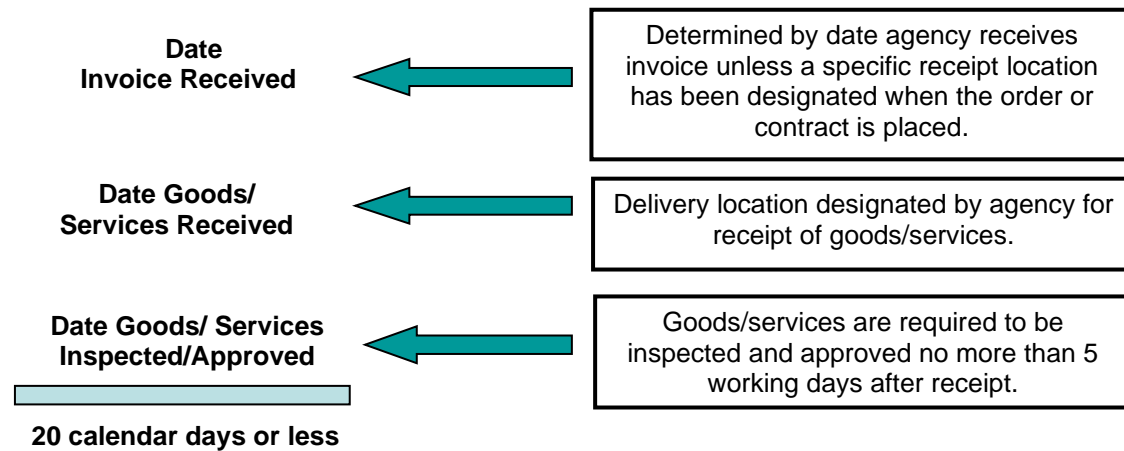 Date
Invoice Received
Determined by date agency receives
invoice unless a specific receipt location
has been designated when the order or
contract is placed.
Date Goods/
Services Received
Delivery location designated by agency for
receipt of goods/services.
Date Goods/ Services
Inspected/Approved
Goods/services are required to be
inspected and approved no more than 5
working days after receipt.
20 calendar days or less